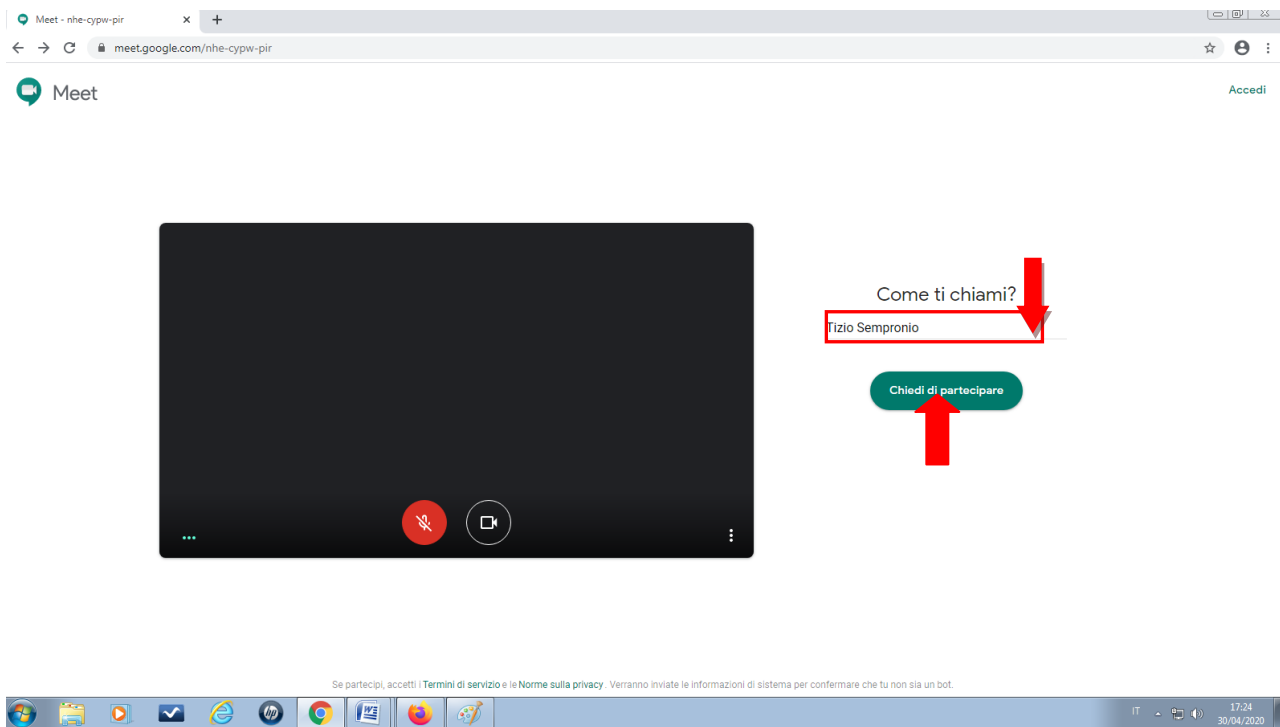 Meet - nhe-cypw-pir
meet.google.com/nhe-cypw-pir
Meet
Accedi
Come ti chiami?
Tizio Sempronio
Chiedi di partecipare
Se partecipi, accetti i Termini di servizio e le Norme sulla privacy. Verranno inviate le informazioni di sistema per confermare che tu non sia un bot.
hp
W
IT
17:24
30/04/2020